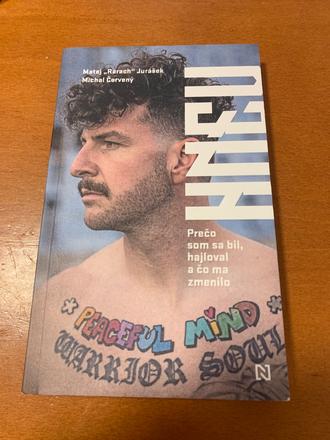 Matej „Rarach“ Jurášek
Michal Červený
HNEV
Prečo
som sa bil,
hajloval
a čo ma
zmenilo
PEACEFUL MIND
WARRIOR SOUL
N